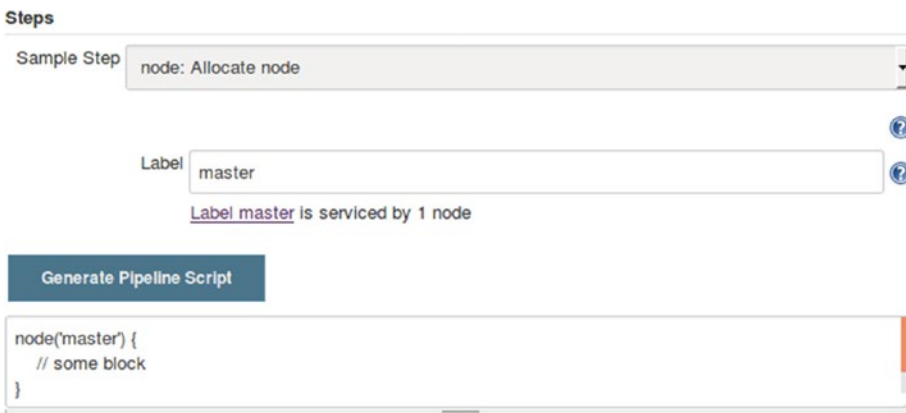 Steps
Sample Step
node: Allocate node
Label
master
Label master is serviced by 1 node
Generate Pipeline Script
node('master') {
// some block
}